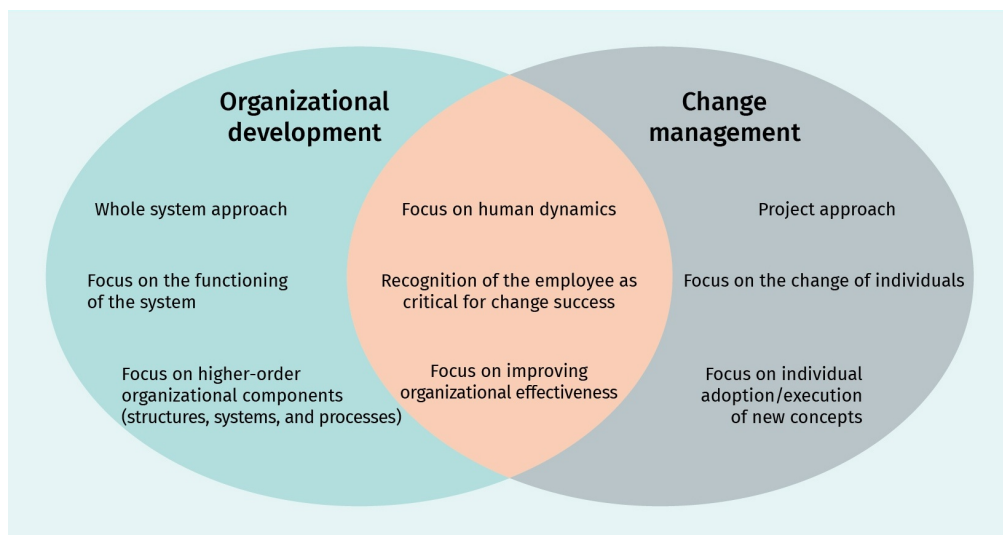 Organizational
development
Whole system approach
Focus on the functioning
of the system
Focus on higher-order
organizational components
(structures, systems, and processes)
Focus on human dynamics
Recognition of the employee as
critical for change success
Focus on improving
organizational effectiveness
Change
management
Project approach
Focus on the change of individuals
Focus on individual
adoption/execution
of new concepts